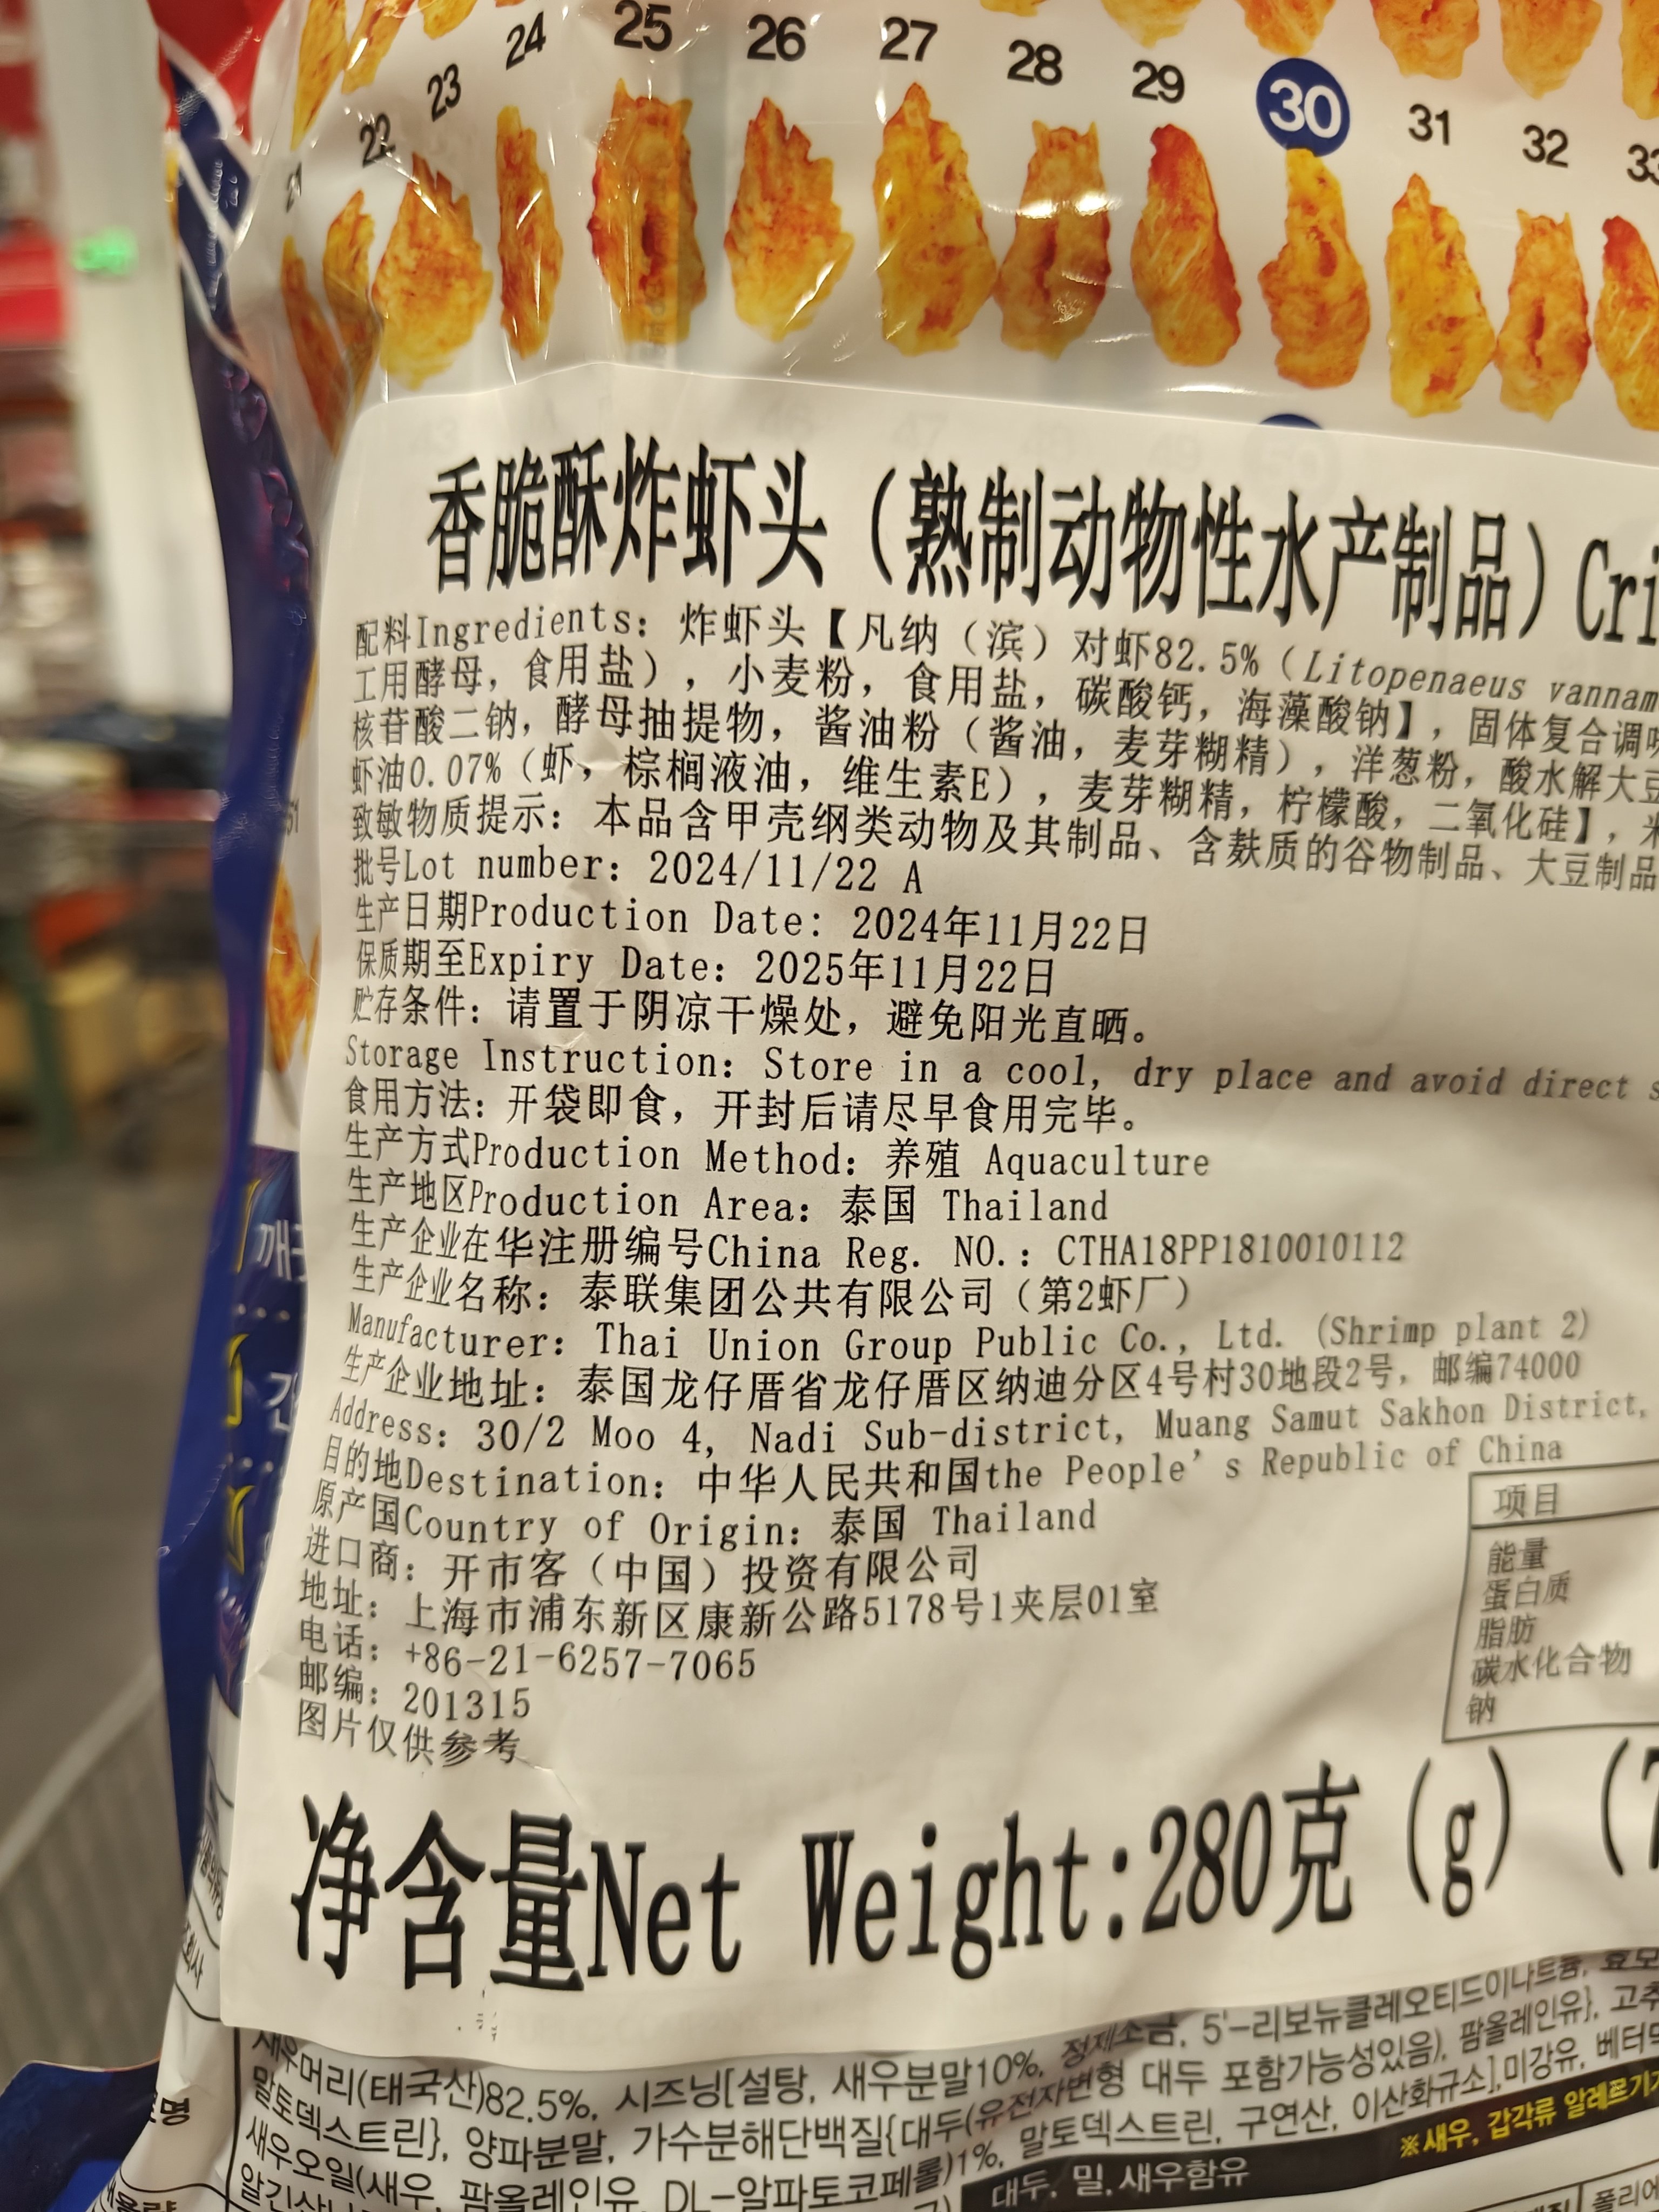 24 25 26 27 28 29 30 31 32 33
21 22 23
香脆酥炸虾头（熟制动物性水产制品）Cri
配料Ingredients: 炸虾头【凡纳（滨）对虾82.5%（Litopenaeus vannam
工用酵母，食用盐），小麦粉，食用盐，碳酸钙，海藻酸钠】，固体复合调味
核苷酸二钠，酵母抽提物，酱油粉（酱油，麦芽糊精），洋葱粉，酸水解大豆
虾油0.07%（虾，棕榈液油，维生素E），麦芽糊精，柠檬酸，二氧化硅】，米
致敏物质提示：本品含甲壳纲类动物及其制品、含麸质的谷物制品、大豆制品
批号Lot number: 2024/11/22 A
生产日期Production Date: 2024年11月22日
保质期至Expiry Date: 2025年11月22日
贮存条件：请置于阴凉干燥处，避免阳光直晒。
Storage Instruction: Store in a cool, dry place and avoid direct s
食用方法：开袋即食，开封后请尽早食用完毕。
生产方式Production Method: 养殖 Aquaculture
生产地区Production Area: 泰国 Thailand
生产企业在华注册编号China Reg. NO.: CTHA18PP1810010112
生产企业名称：泰联集团公共有限公司（第2虾厂）
Manufacturer: Thai Union Group Public Co., Ltd. (Shrimp plant 2)
生产企业地址：泰国龙仔厝省龙仔厝区纳迪分区4号村30地段2号，邮编74000
Address: 30/2 Moo 4, Nadi Sub-district, Muang Samut Sakhon District,
目的地Destination: 中华人民共和国the People's Republic of China
原产国Country of Origin: 泰国 Thailand
进口商：开市客（中国）投资有限公司
地址：上海市浦东新区康新公路5178号1夹层01室
电话：+86-21-6257-7065
邮编：201315
图片仅供参考
项目
能量
蛋白质
脂肪
碳水化合物
钠
净含量Net Weight:280克（g）（7
새우머리(태국산)82.5%, 시즈닝[설탕, 새우분말10%, 정제소금, 5'-리보뉴클레오티드이나트륨, 효모
말토덱스트린}, 양파분말, 가수분해단백질{대두(유전자변형 대두 포함가능성있음), 팜올레인유}, 고추
새우오일(새우, 팜올레인유, DL-알파토코페롤)1%, 말토덱스트린, 구연산, 이산화규소],미강유, 베터믹
알긴산나
대두, 밀, 새우함유
※새우, 갑각류 알레르기가